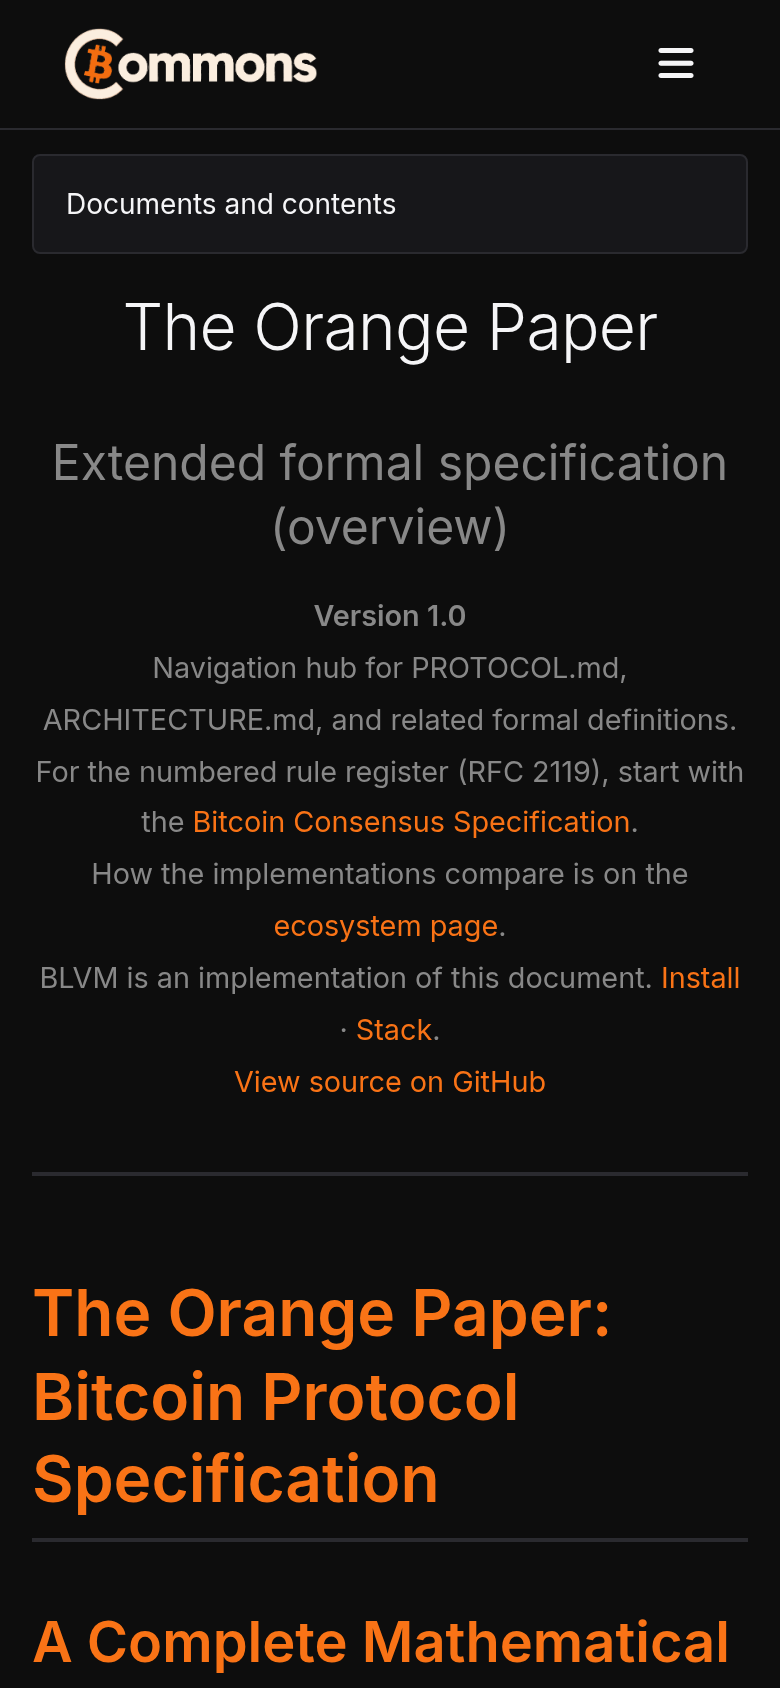 Commons
Documents and contents
The Orange Paper
Extended formal specification
(overview)
Version 1.0
Navigation hub for PROTOCOL.md,
ARCHITECTURE.md, and related formal definitions.
For the numbered rule register (RFC 2119), start with
the Bitcoin Consensus Specification.
How the implementations compare is on the
ecosystem page.
BLVM is an implementation of this document. Install
· Stack.
View source on GitHub
The Orange Paper:
Bitcoin Protocol
Specification
A Complete Mathematical